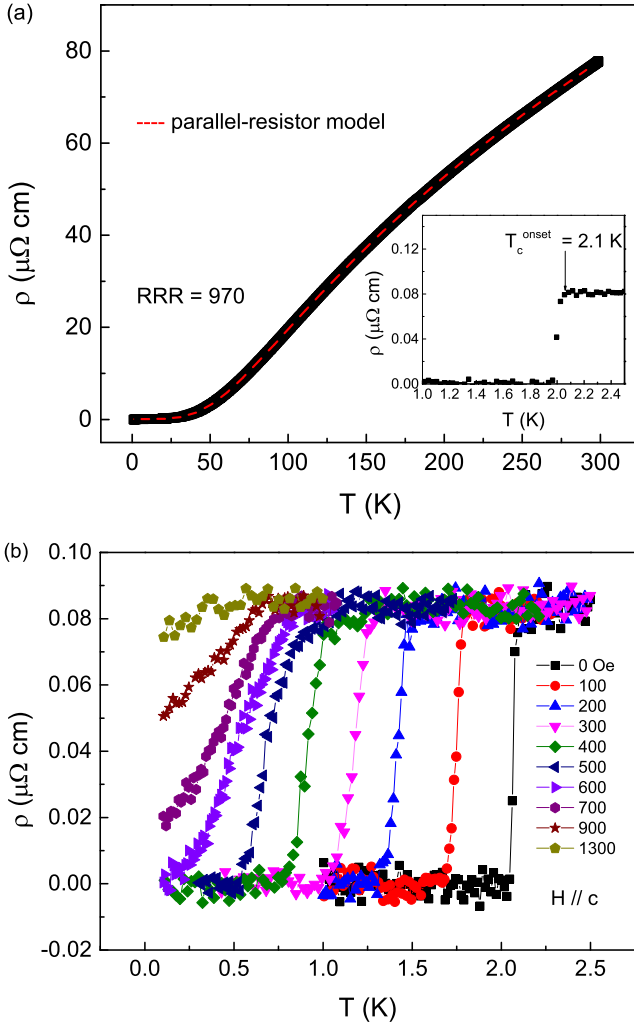 (a)
80
60
40
20
0
ρ (μΩ cm)
parallel-resistor model
RRR = 970
0 50 100 150 200 250 300
T (K)
0.12
0.08
0.04
0.00
ρ (μΩ cm)
T_c^onset = 2.1 K
1.0 1.2 1.4 1.6 1.8 2.0 2.2 2.4
T (K)
(b)
0.10
0.08
0.06
0.04
0.02
0.00
-0.02
ρ (μΩ cm)
0 Oe
100
200
300
400
500
600
700
900
1300
H // c
0.0 0.5 1.0 1.5 2.0 2.5
T (K)